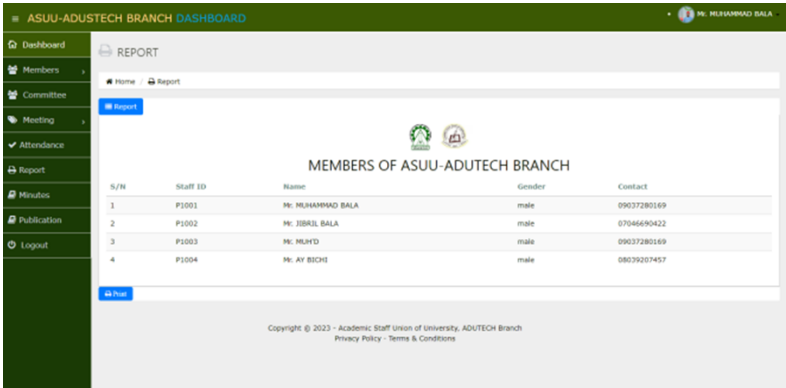 ≡ ASUU-ADUSTECH BRANCH DASHBOARD
Mr. MUHAMMAD BALA
Dashboard
Members
Committee
Meeting
Attendance
Report
Minutes
Publication
Logout
REPORT
Home / Report
Report
MEMBERS OF ASUU-ADUTECH BRANCH
S/N Staff ID Name Gender Contact
1 P1001 Mr. MUHAMMAD BALA male 09037280169
2 P1002 Mr. JIBRIL BALA male 07046690422
3 P1003 Mr. MUH'D male 09037280169
4 P1004 Mr. AY BICHI male 08039207457
Print
Copyright @ 2023 - Academic Staff Union of University, ADUTECH Branch
Privacy Policy - Terms & Conditions